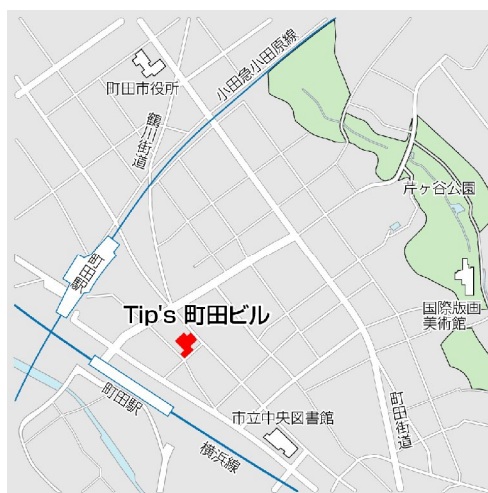 町田市役所
小田急小田原線
鶴川街道
芹ヶ谷公園
町田駅
国際版画
美術館
Tip's 町田ビル
町田駅
町田街道
市立中央図書館
横浜線